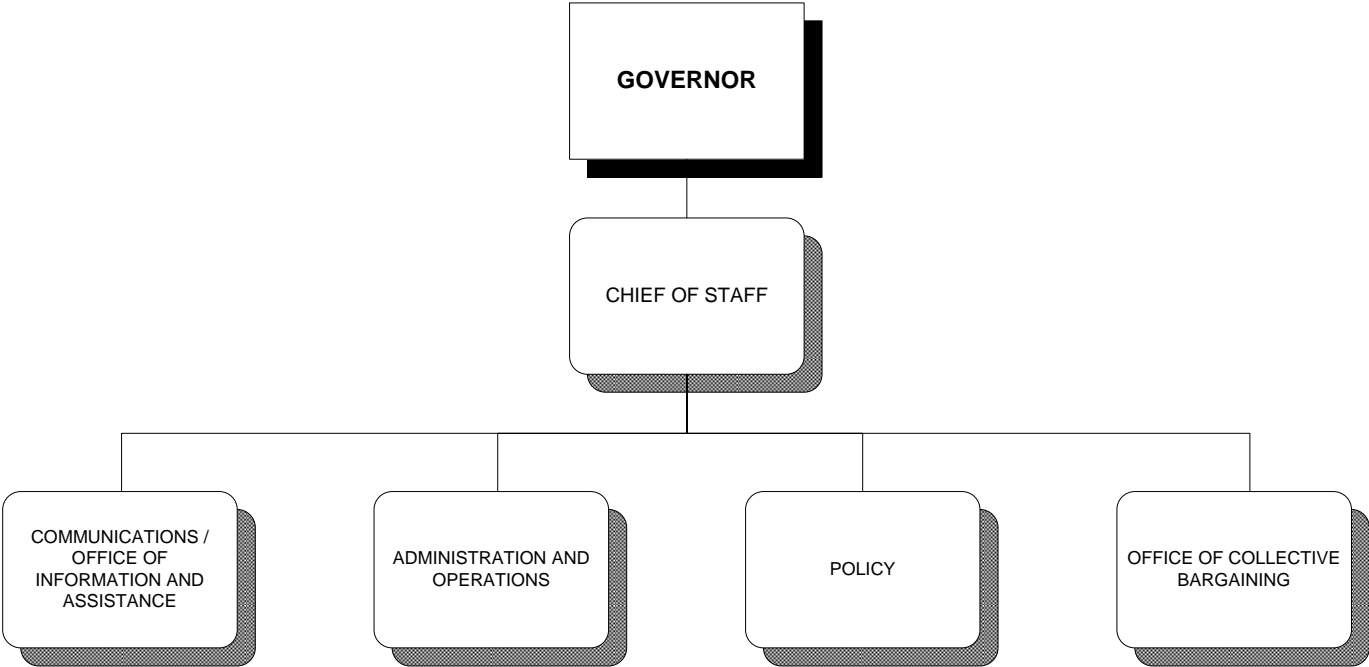 GOVERNOR
CHIEF OF STAFF
COMMUNICATIONS /
OFFICE OF
INFORMATION AND
ASSISTANCE
ADMINISTRATION AND
OPERATIONS
POLICY
OFFICE OF COLLECTIVE
BARGAINING